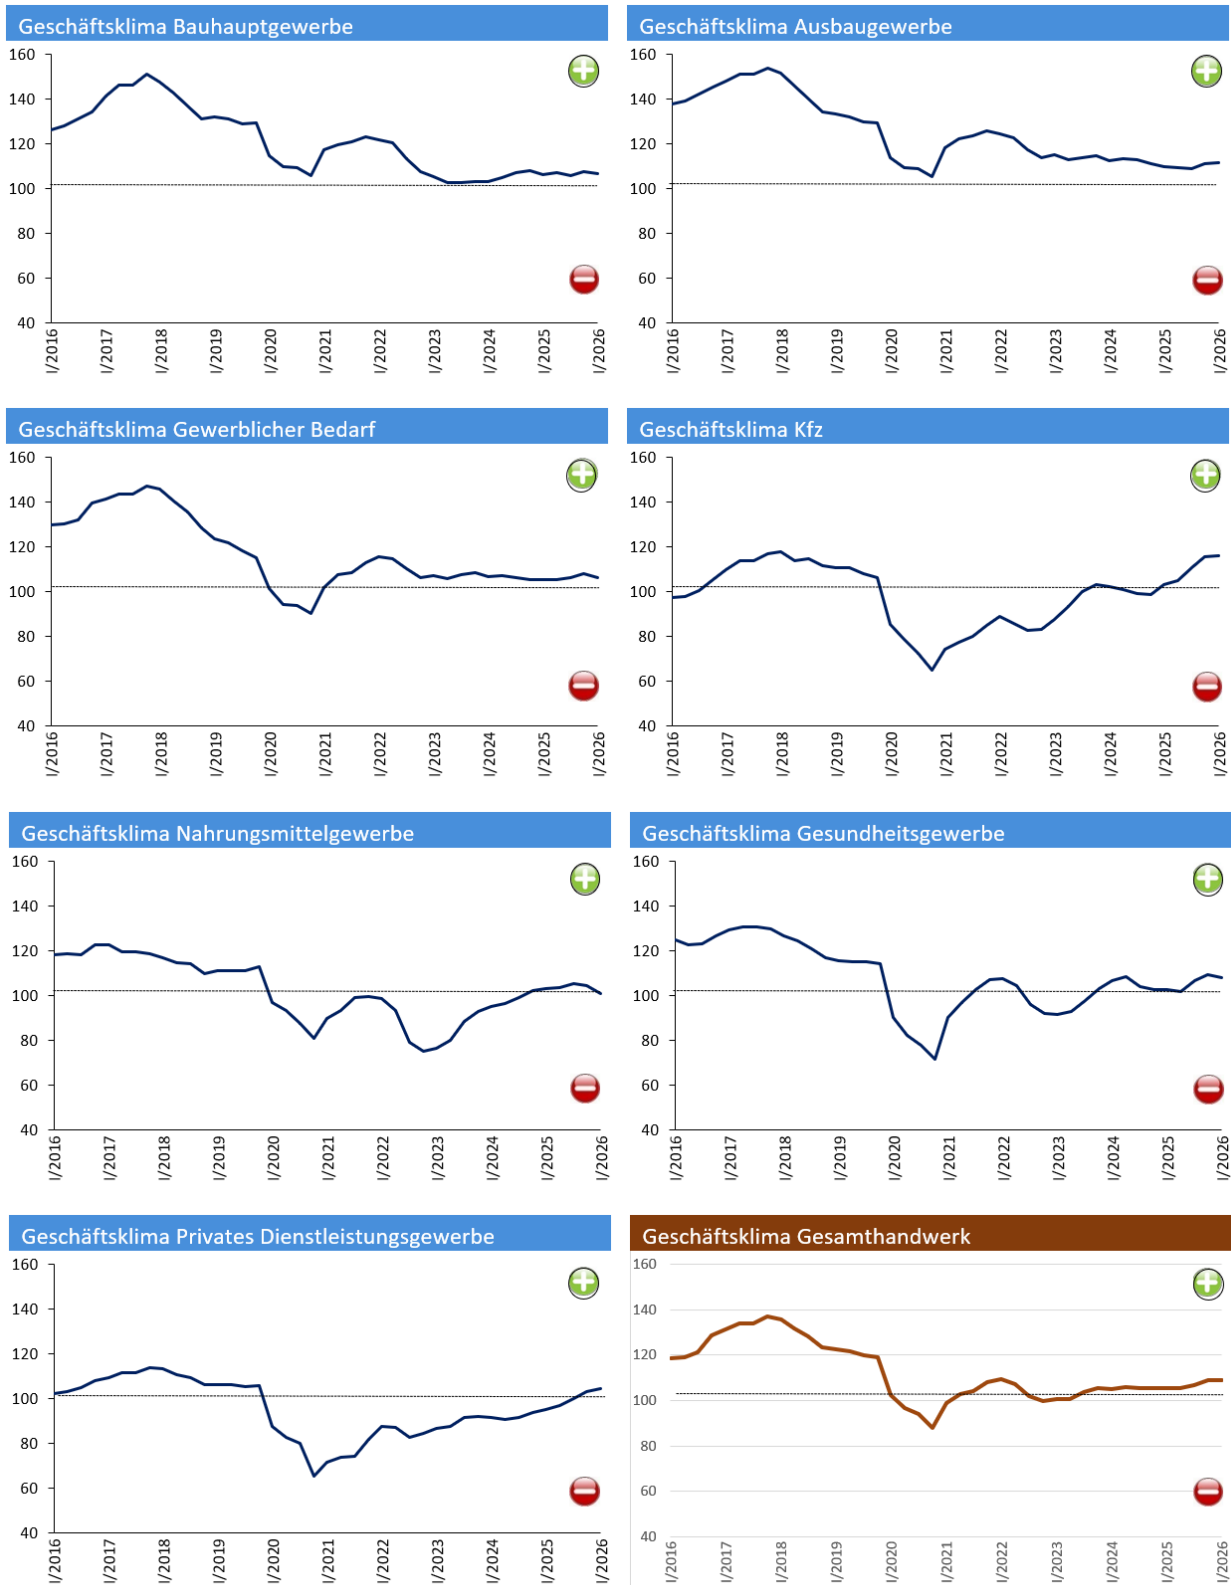 Geschäftsklima Bauhauptgewerbe
160
140
120
100
80
60
40
I/2016
I/2017
I/2018
I/2019
I/2020
I/2021
I/2022
I/2023
I/2024
I/2025
I/2026
Geschäftsklima Ausbaugewerbe
160
140
120
100
80
60
40
I/2016
I/2017
I/2018
I/2019
I/2020
I/2021
I/2022
I/2023
I/2024
I/2025
I/2026
Geschäftsklima Gewerblicher Bedarf
160
140
120
100
80
60
40
I/2016
I/2017
I/2018
I/2019
I/2020
I/2021
I/2022
I/2023
I/2024
I/2025
I/2026
Geschäftsklima Kfz
160
140
120
100
80
60
40
I/2016
I/2017
I/2018
I/2019
I/2020
I/2021
I/2022
I/2023
I/2024
I/2025
I/2026
Geschäftsklima Nahrungsmittelgewerbe
160
140
120
100
80
60
40
I/2016
I/2017
I/2018
I/2019
I/2020
I/2021
I/2022
I/2023
I/2024
I/2025
I/2026
Geschäftsklima Gesundheitsgewerbe
160
140
120
100
80
60
40
I/2016
I/2017
I/2018
I/2019
I/2020
I/2021
I/2022
I/2023
I/2024
I/2025
I/2026
Geschäftsklima Privates Dienstleistungsgewerbe
160
140
120
100
80
60
40
I/2016
I/2017
I/2018
I/2019
I/2020
I/2021
I/2022
I/2023
I/2024
I/2025
I/2026
Geschäftsklima Gesamthandwerk
160
140
120
100
80
60
40
I/2016
I/2017
I/2018
I/2019
I/2020
I/2021
I/2022
I/2023
I/2024
I/2025
I/2026